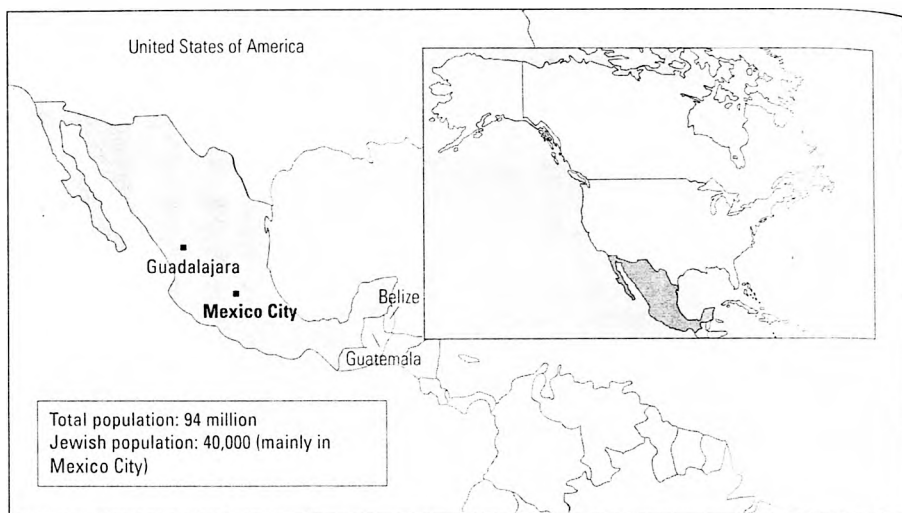 United States of America
Guadalajara
Mexico City
Belize
Guatemala
Total population: 94 million
Jewish population: 40,000 (mainly in
Mexico City)